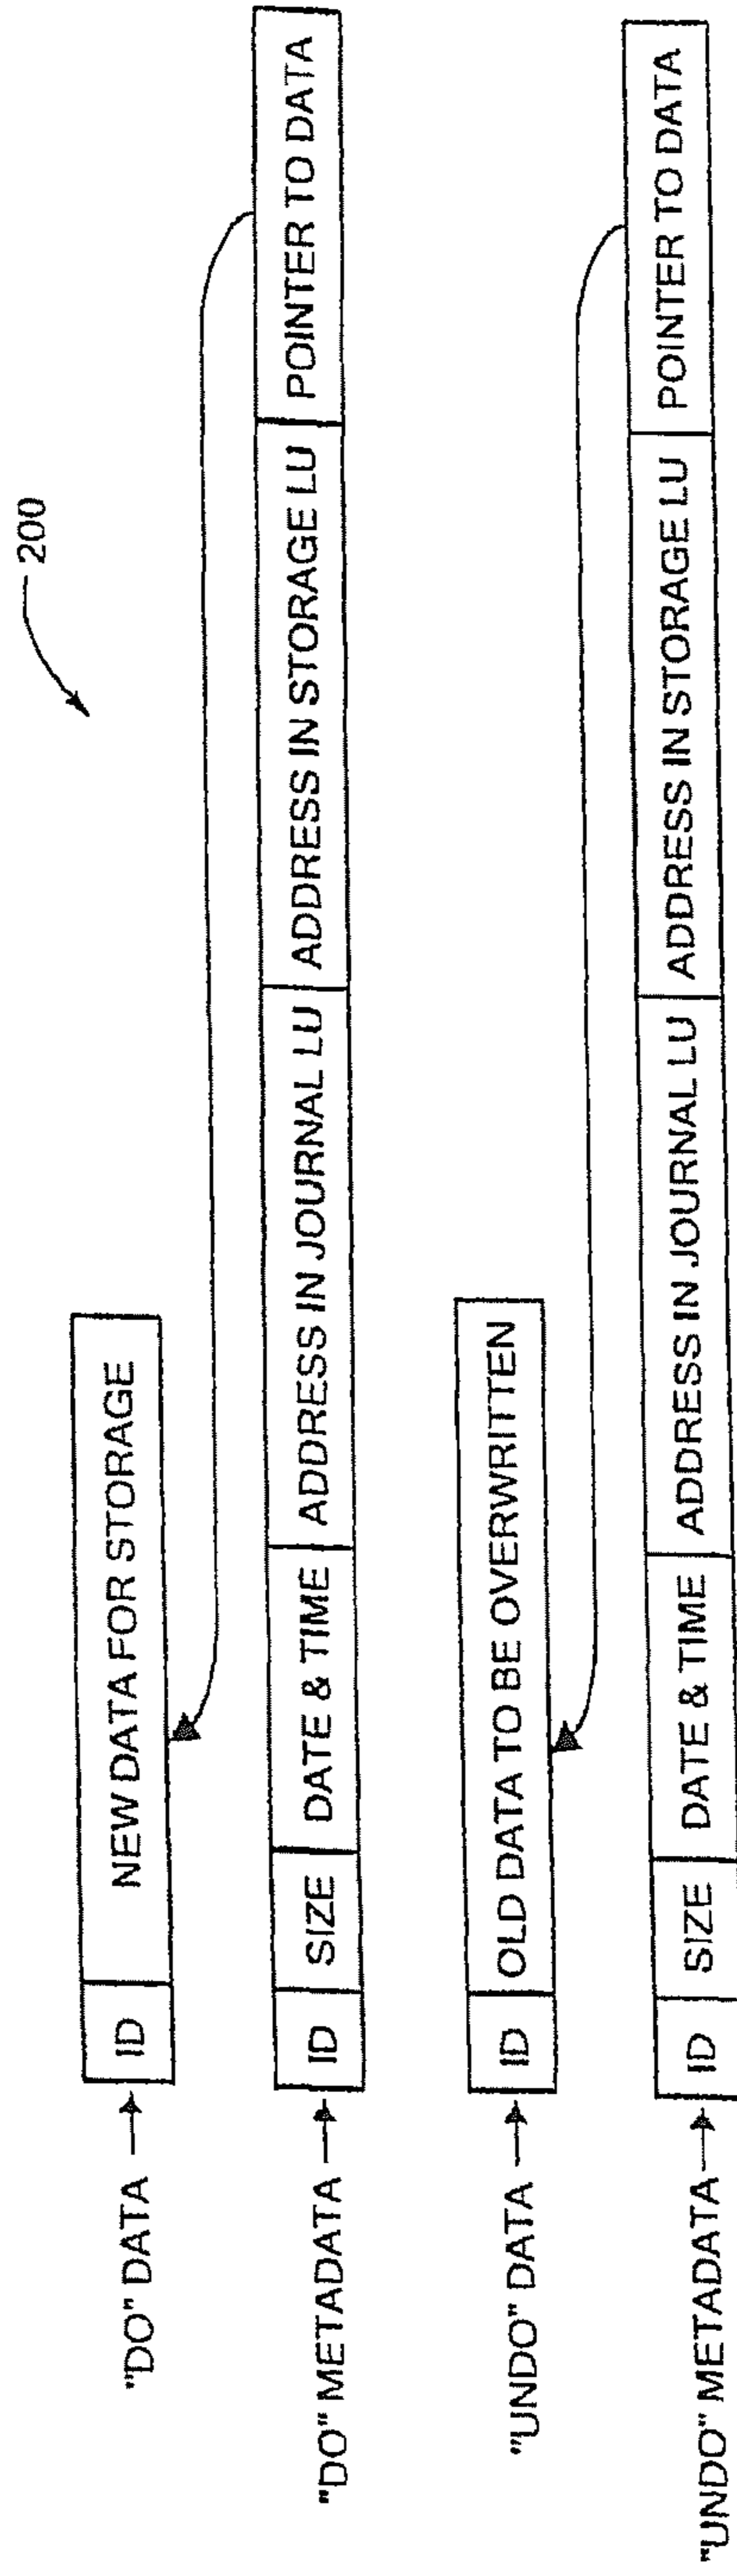 200
"DO" DATA ID NEW DATA FOR STORAGE
"DO" METADATA ID SIZE DATE & TIME ADDRESS IN JOURNAL LU ADDRESS IN STORAGE LU POINTER TO DATA
"UNDO" DATA ID OLD DATA TO BE OVERWRITTEN
"UNDO" METADATA ID SIZE DATE & TIME ADDRESS IN JOURNAL LU ADDRESS IN STORAGE LU POINTER TO DATA